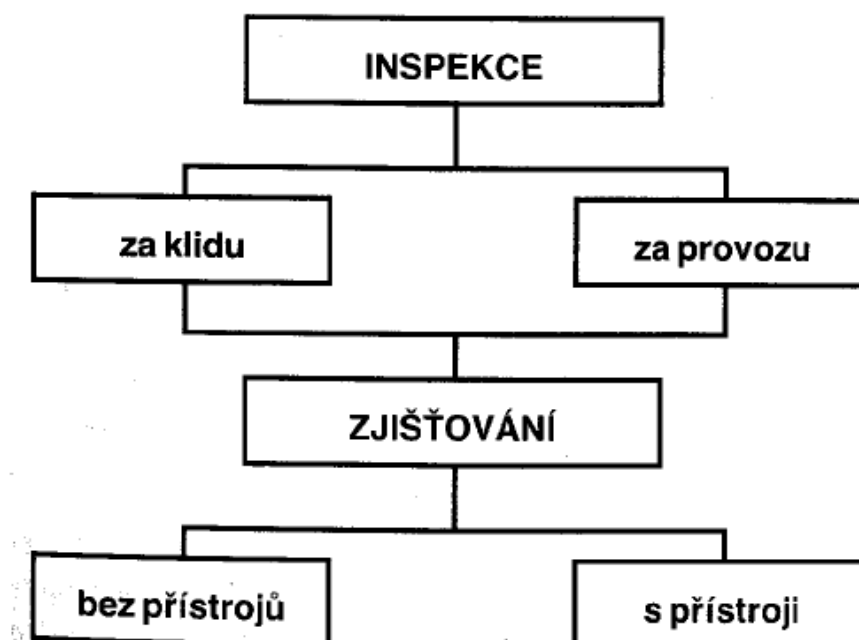 INSPEKCE
za klidu
za provozu
ZJIŠŤOVÁNÍ
bez přístrojů
s přístroji